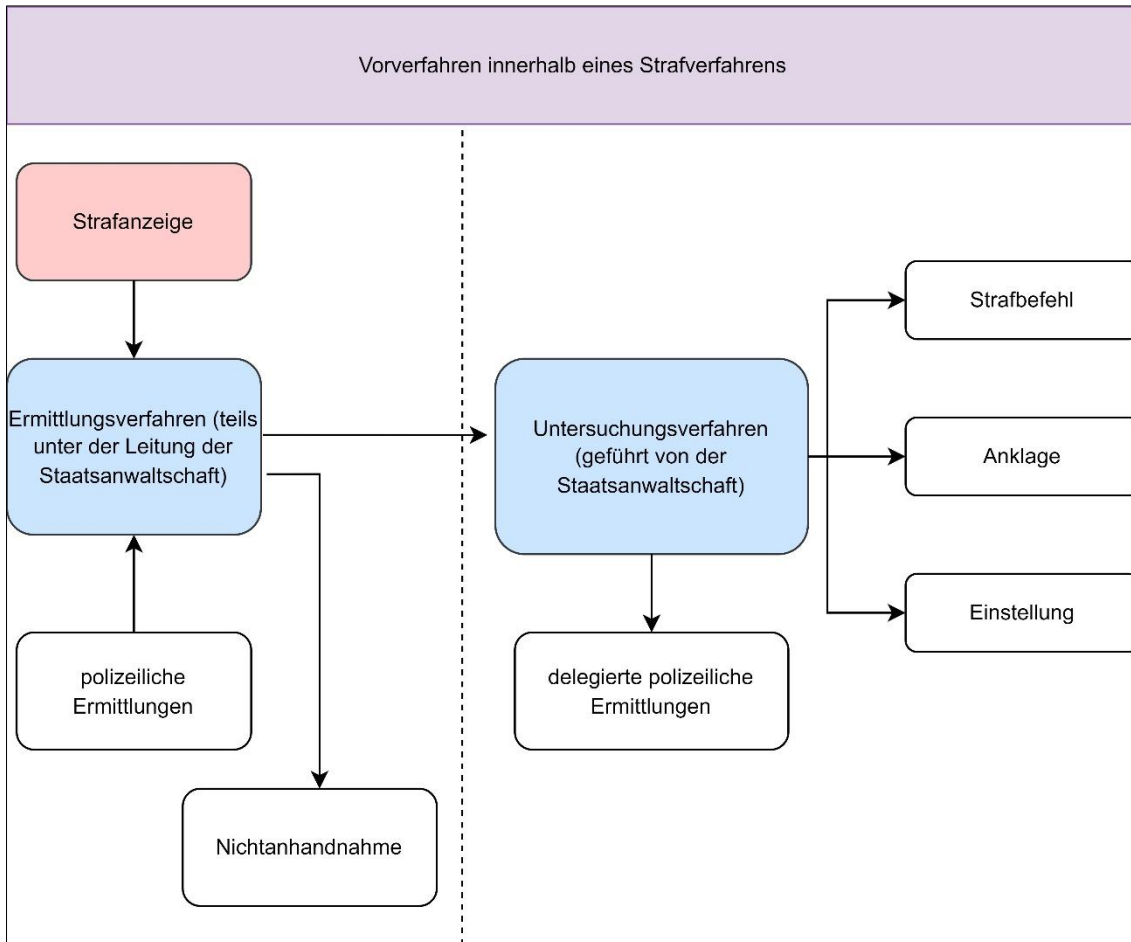 Vorverfahren innerhalb eines Strafverfahrens
Strafanzeige
Ermittlungsverfahren (teils
unter der Leitung der
Staatsanwaltschaft)
polizeiliche
Ermittlungen
Nichtanhandnahme
Untersuchungsverfahren
(geführt von der
Staatsanwaltschaft)
delegierte polizeiliche
Ermittlungen
Strafbefehl
Anklage
Einstellung